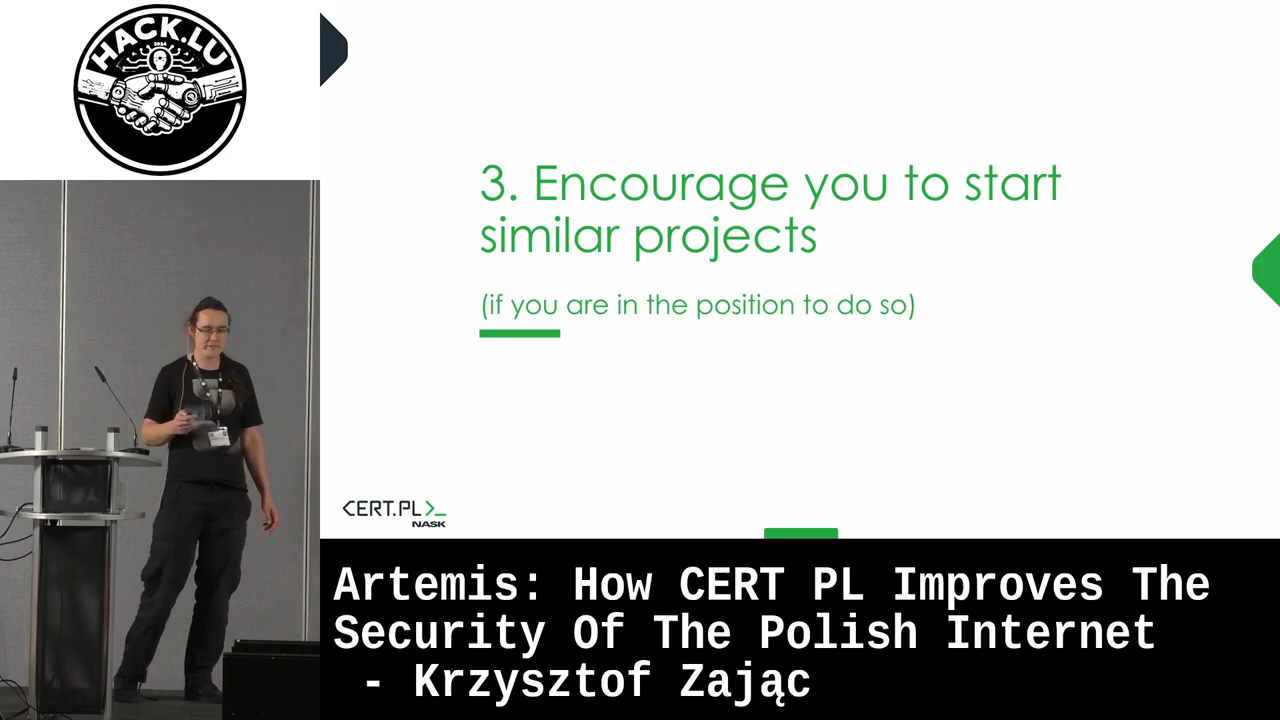 HACK.LU
3. Encourage you to start
similar projects
(if you are in the position to do so)
CERT.PL>_
NASK
Artemis: How CERT PL Improves The
Security Of The Polish Internet
- Krzysztof Zając